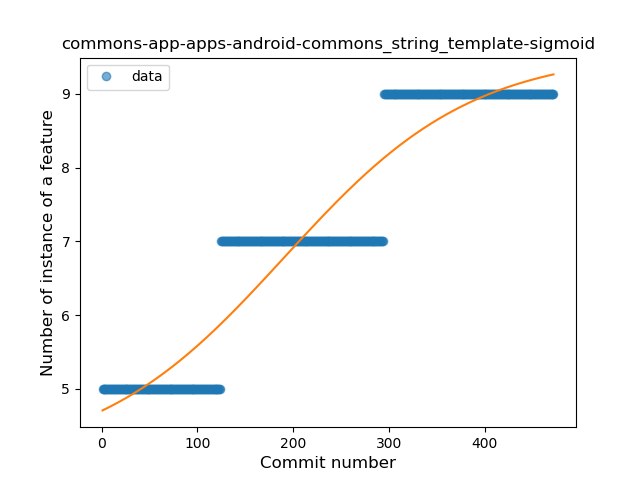 commons-app-apps-android-commons_string_template-sigmoid
data
Number of instance of a feature
9
8
7
6
5
0
100
200
300
400
Commit number